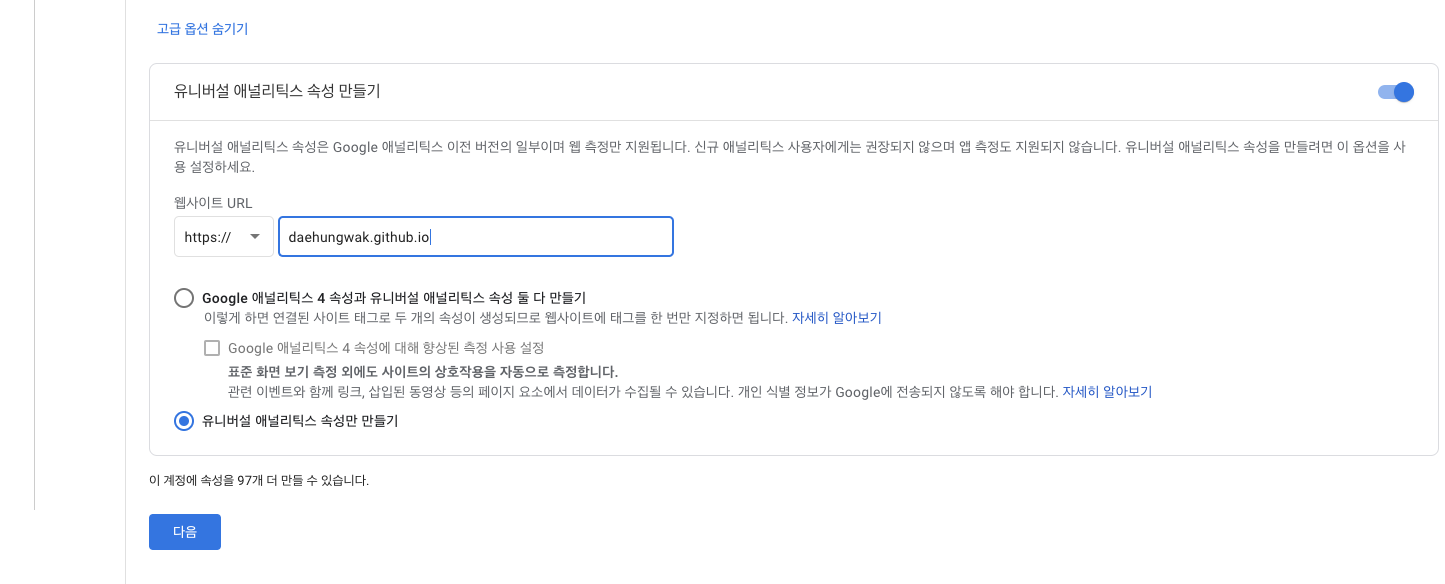 고급 옵션 숨기기
유니버설 애널리틱스 속성 만들기
유니버설 애널리틱스 속성은 Google 애널리틱스 이전 버전의 일부이며 웹 측정만 지원됩니다. 신규 애널리틱스 사용자에게는 권장되지 않으며 앱 측정도 지원되지 않습니다. 유니버설 애널리틱스 속성을 만들려면 이 옵션을 사
용 설정하세요.
웹사이트 URL
https:// daehungwak.github.io
Google 애널리틱스 4 속성과 유니버설 애널리틱스 속성 둘 다 만들기
이렇게 하면 연결된 사이트 태그로 두 개의 속성이 생성되므로 웹사이트에 태그를 한 번만 지정하면 됩니다. 자세히 알아보기
Google 애널리틱스 4 속성에 대해 향상된 측정 사용 설정
표준 화면 보기 측정 외에도 사이트의 상호작용을 자동으로 측정합니다.
관련 이벤트와 함께 링크, 삽입된 동영상 등의 페이지 요소에서 데이터가 수집될 수 있습니다. 개인 식별 정보가 Google에 전송되지 않도록 해야 합니다. 자세히 알아보기
유니버설 애널리틱스 속성만 만들기
이 계정에 속성을 97개 더 만들 수 있습니다.
다음